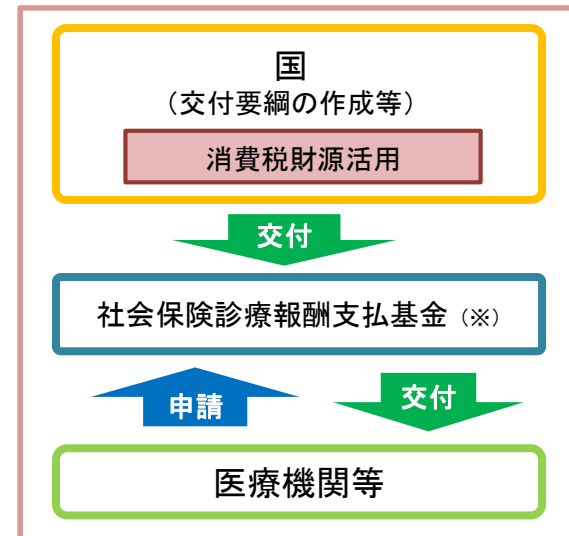 国
（交付要綱の作成等）
消費税財源活用
交付
社会保険診療報酬支払基金（※）
申請
交付
医療機関等